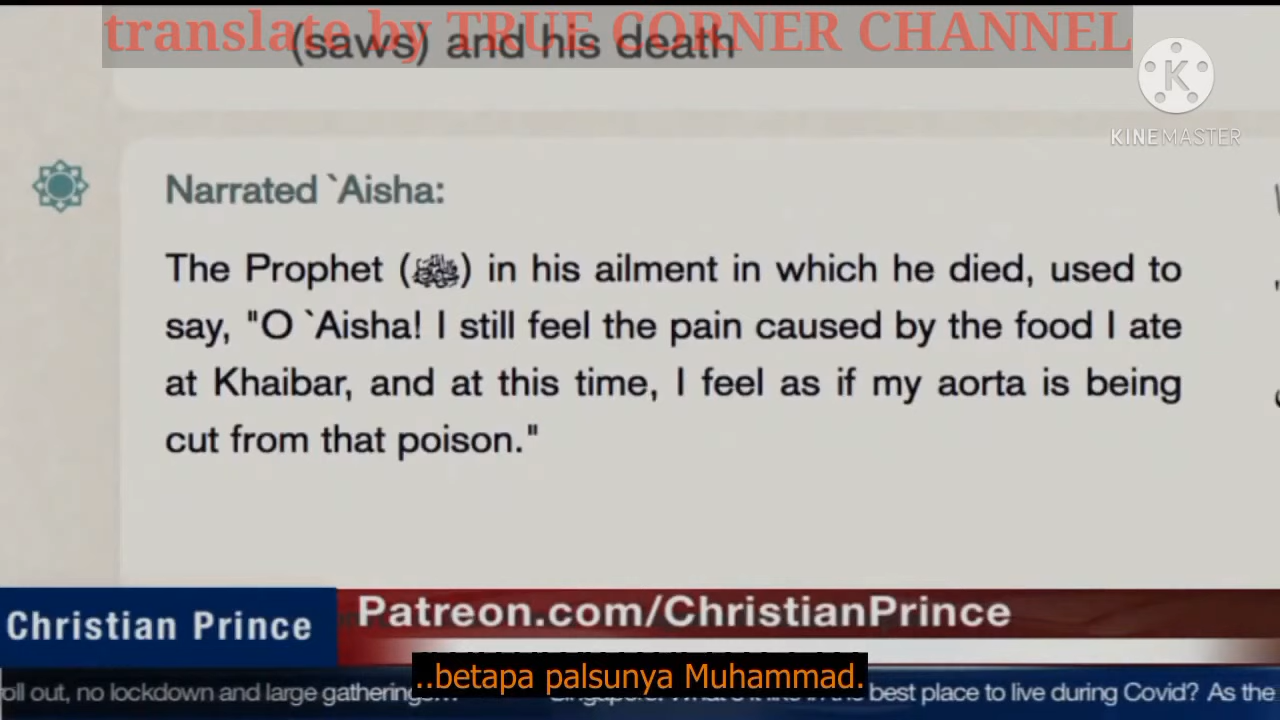 translate by TRUE CORNER CHANNEL
(saws) and his death
K
KINEMASTER
Narrated `Aisha:
The Prophet (ﷺ) in his ailment in which he died, used to
say, "O `Aisha! I still feel the pain caused by the food I ate
at Khaibar, and at this time, I feel as if my aorta is being
cut from that poison."
Christian Prince
Patreon.com/ChristianPrince
..betapa palsunya Muhammad.
oll out, no lockdown and large gathering best place to live during Covid? As the